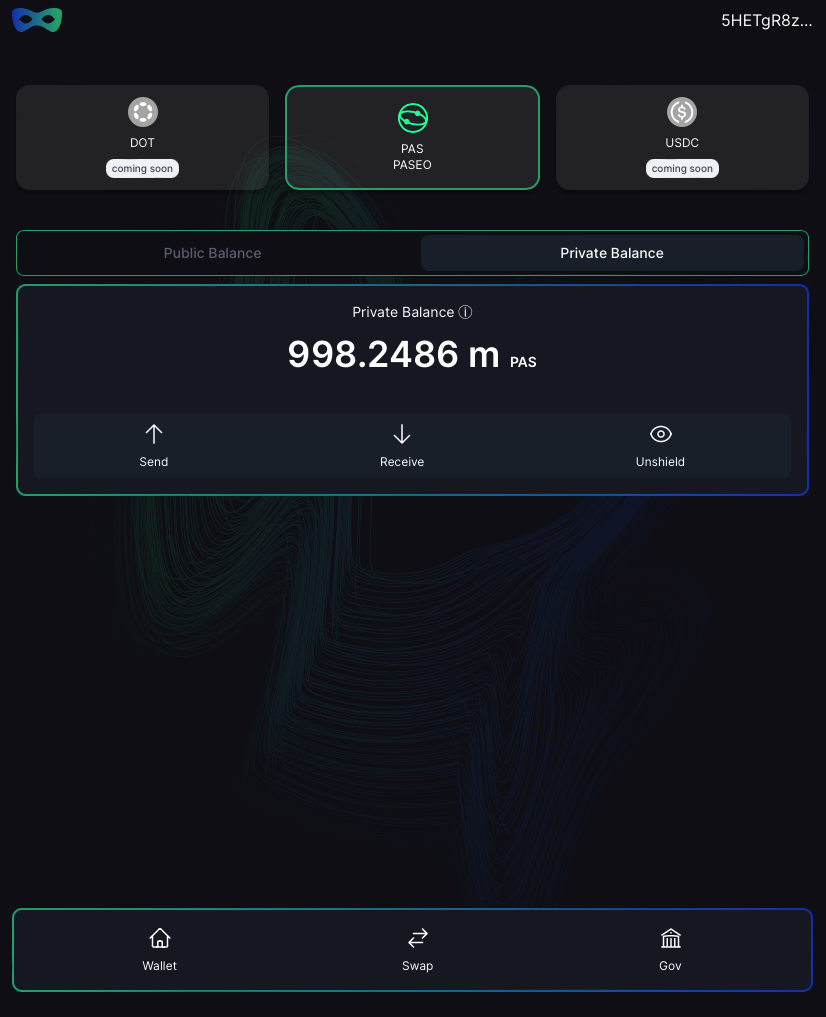 5HETgR8z...
DOT
coming soon
PAS
PASEO
USDC
coming soon
Public Balance
Private Balance
Private Balance ⓘ
998.2486 m PAS
Send
Receive
Unshield
Wallet
Swap
Gov